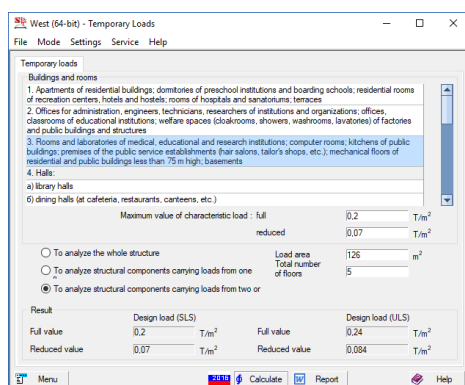 West (64-bit) - Temporary Loads
File Mode Settings Service Help
Temporary loads
Buildings and rooms
1. Apartments of residential buildings; dormitories of preschool institutions and boarding schools; residential rooms
of recreation centers, hotels and hostels; rooms of hospitals and sanatoriums; terraces
2. Offices for administration, engineers, technicians, researchers of institutions and organizations; offices,
classrooms of educational institutions; welfare spaces (cloakrooms, showers, washrooms, lavatories) of factories
and public buildings and structures
3. Rooms and laboratories of medical, educational and research institutions; computer rooms; kitchens of public
buildings; premises of the public service establishments (hair salons, tailor's shops, etc.); mechanical floors of
residential and public buildings less than 75 m high; basements
4. Halls:
a) library halls
б) dining halls (at cafeteria, restaurants, canteens, etc.)
Maximum value of characteristic load : full 0,2 T/m²
reduced 0,07 T/m²
To analyze the whole structure
Load area 126 m²
To analyze structural components carrying loads from one
Total number
of floors 5
To analyze structural components carrying loads from two or
Result
Design load (SLS) Design load (ULS)
Full value 0,2 T/m² Full value 0,24 T/m²
Reduced value 0,07 T/m² Reduced value 0,084 T/m²
Menu 2016 Calculate W Report Help